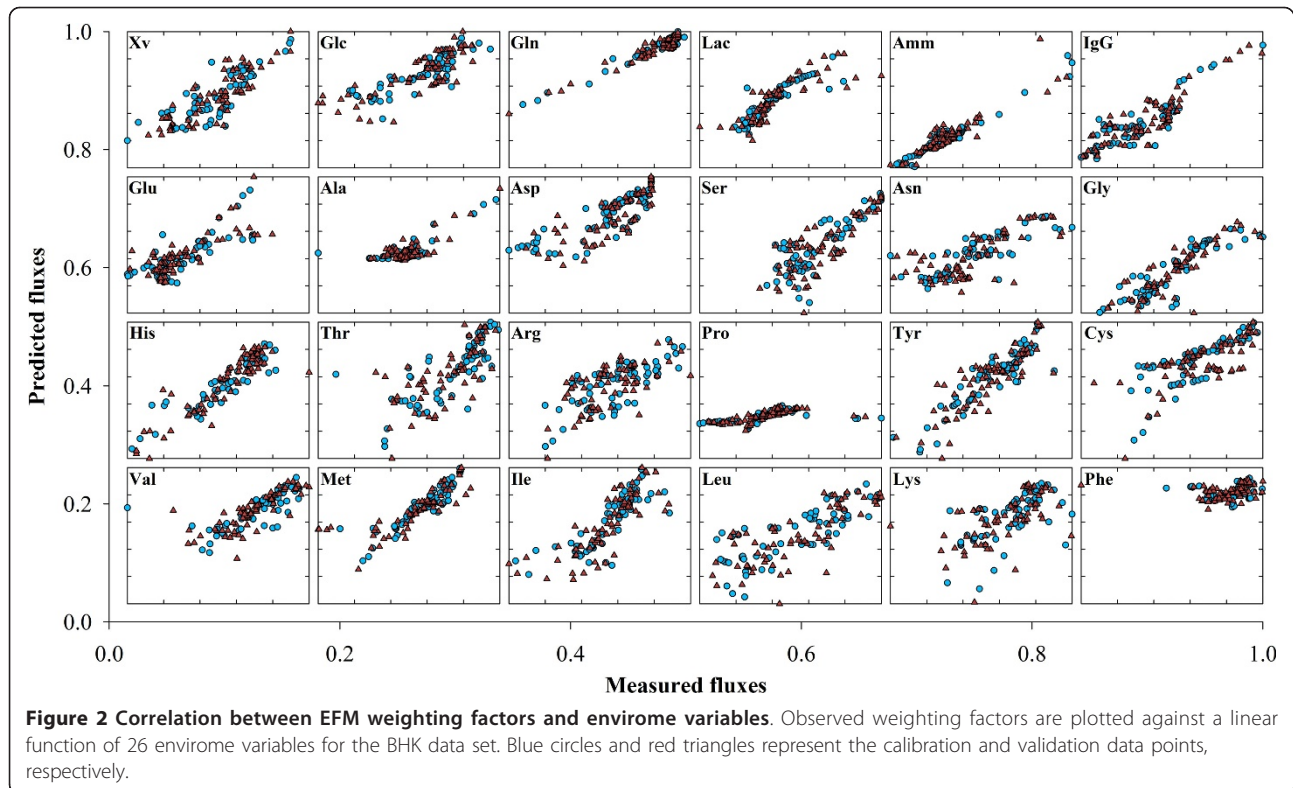 1.0
Xv Glc Gln Lac Amm IgG
0.8
Glu Ala Asp Ser Asn Gly
0.6
Predicted fluxes
His Thr Arg Pro Tyr Cys
0.4
Val Met Ile Leu Lys Phe
0.2
0.0
0.0 0.2 0.4 0.6 0.8 1.0
Measured fluxes
Figure 2 Correlation between EFM weighting factors and envirome variables. Observed weighting factors are plotted against a linear
function of 26 envirome variables for the BHK data set. Blue circles and red triangles represent the calibration and validation data points,
respectively.